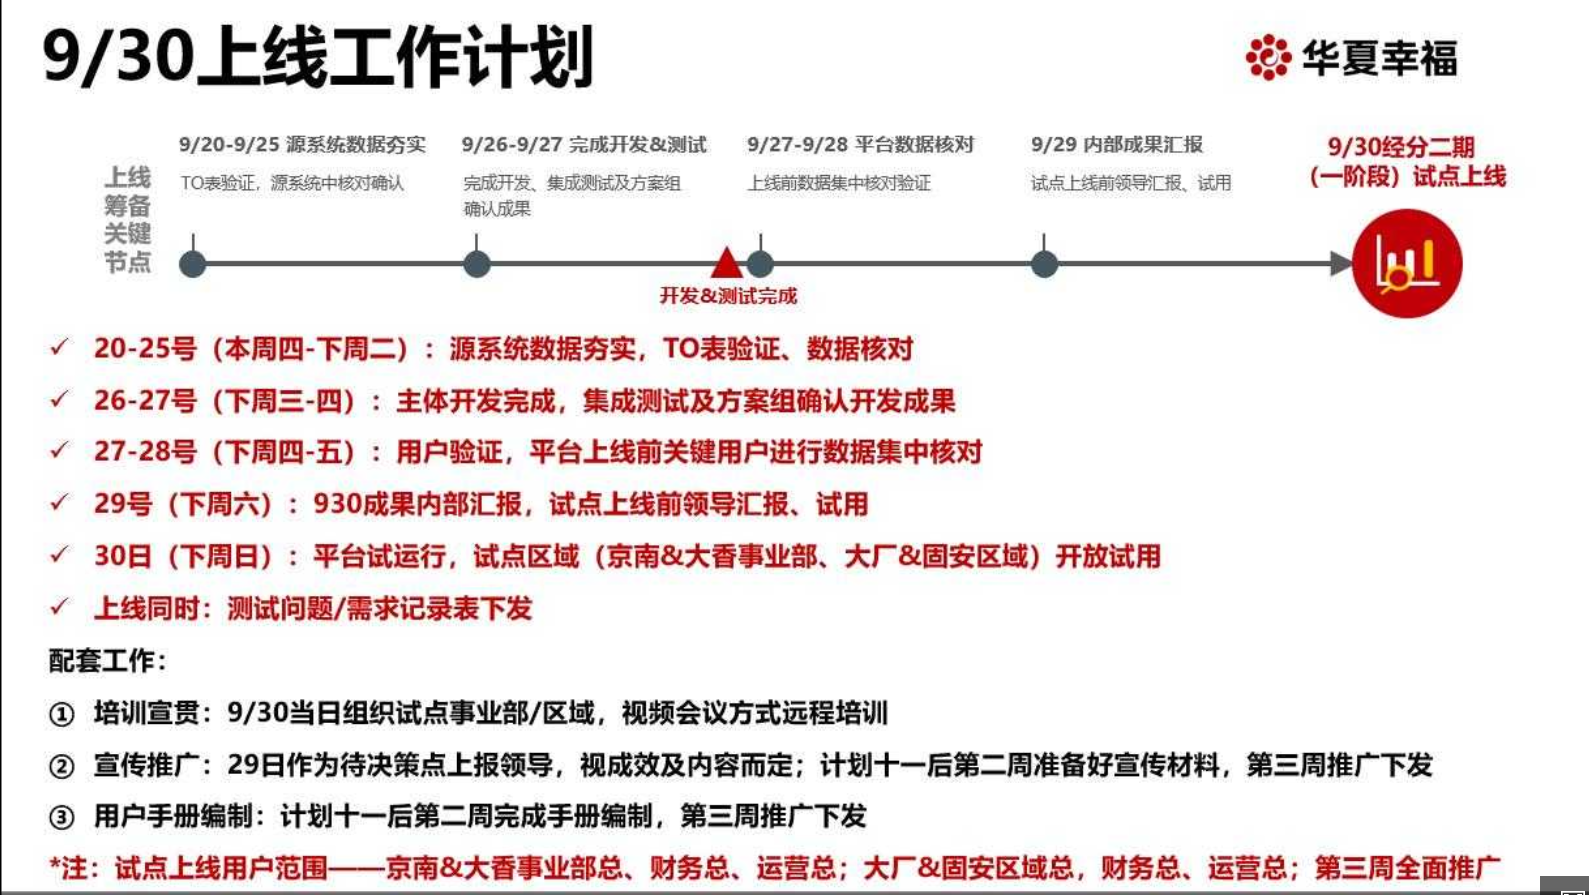 9/30上线工作计划
华夏幸福
上线
筹备
关键
节点
9/20-9/25 源系统数据夯实
TO表验证，源系统中核对确认
9/26-9/27 完成开发&测试
完成开发、集成测试及方案组
确认成果
9/27-9/28 平台数据核对
上线前数据集中核对验证
9/29 内部成果汇报
试点上线前领导汇报、试用
9/30经分二期
（一阶段）试点上线
开发&测试完成
✓ 20-25号（本周四-下周二）：源系统数据夯实，TO表验证、数据核对
✓ 26-27号（下周三-四）：主体开发完成，集成测试及方案组确认开发成果
✓ 27-28号（下周四-五）：用户验证，平台上线前关键用户进行数据集中核对
✓ 29号（下周六）：930成果内部汇报，试点上线前领导汇报、试用
✓ 30日（下周日）：平台试运行，试点区域（京南&大香事业部、大厂&固安区域）开放试用
✓ 上线同时：测试问题/需求记录表下发
配套工作：
① 培训宣贯：9/30当日组织试点事业部/区域，视频会议方式远程培训
② 宣传推广：29日作为待决策点上报领导，视成效及内容而定；计划十一后第二周准备好宣传材料，第三周推广下发
③ 用户手册编制：计划十一后第二周完成手册编制，第三周推广下发
*注：试点上线用户范围——京南&大香事业部总、财务总、运营总；大厂&固安区域总，财务总、运营总；第三周全面推广